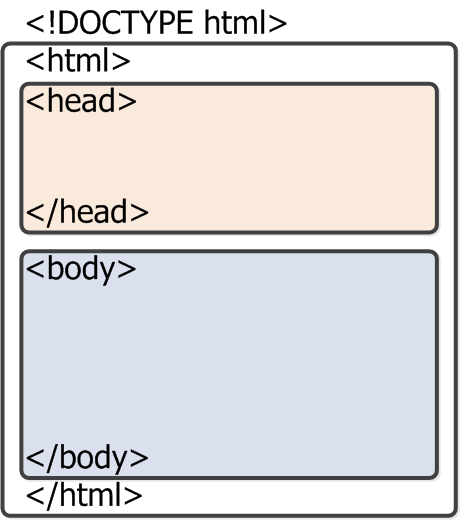 <!DOCTYPE html>
<html>
<head>
</head>
<body>
</body>
</html>